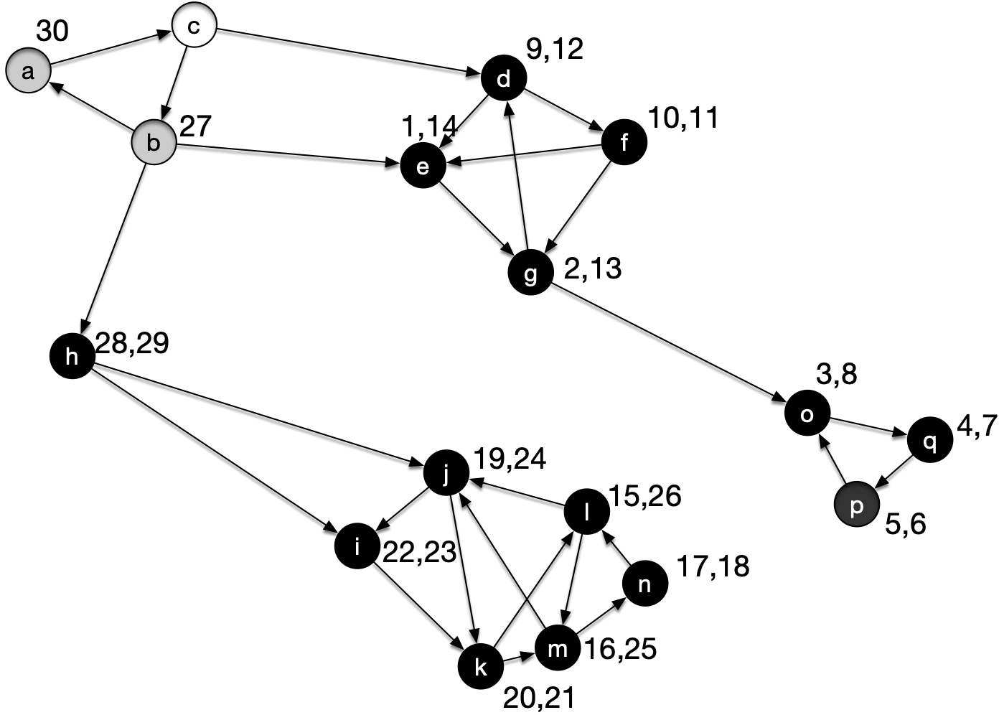 30
c
a
9,12
d
10,11
f
1,14
27
b
e
2,13
g
28,29
h
3,8
o
4,7
q
p
5,6
19,24
j
15,26
l
22,23
i
17,18
n
16,25
m
k
20,21